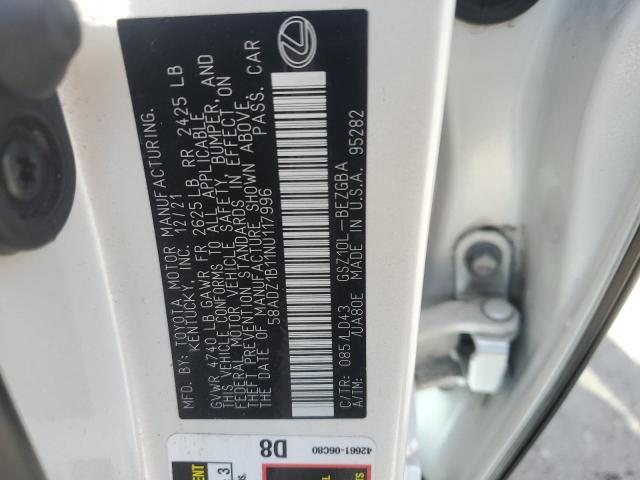 MFD. BY: TOYOTA MOTOR MANUFACTURING.
KENTUCKY, INC. 12/21
GVWR 4740 LB GAWR FR 2625 LB RR 2425 LB
THIS VEHICLE CONFORMS TO ALL APPLICABLE
FEDERAL MOTOR VEHICLE SAFETY, BUMPER, AND
THEFT PREVENTION STANDARDS IN EFFECT ON
THE DATE OF MANUFACTURE SHOWN ABOVE.
58ADZ1B11NU117996 PASS. CAR
C/TR: 085/LD43 GSZ10L-BEZGBA
A/TM: /UA80E MADE IN U.S.A. 95282
42661-06C80
D8
3